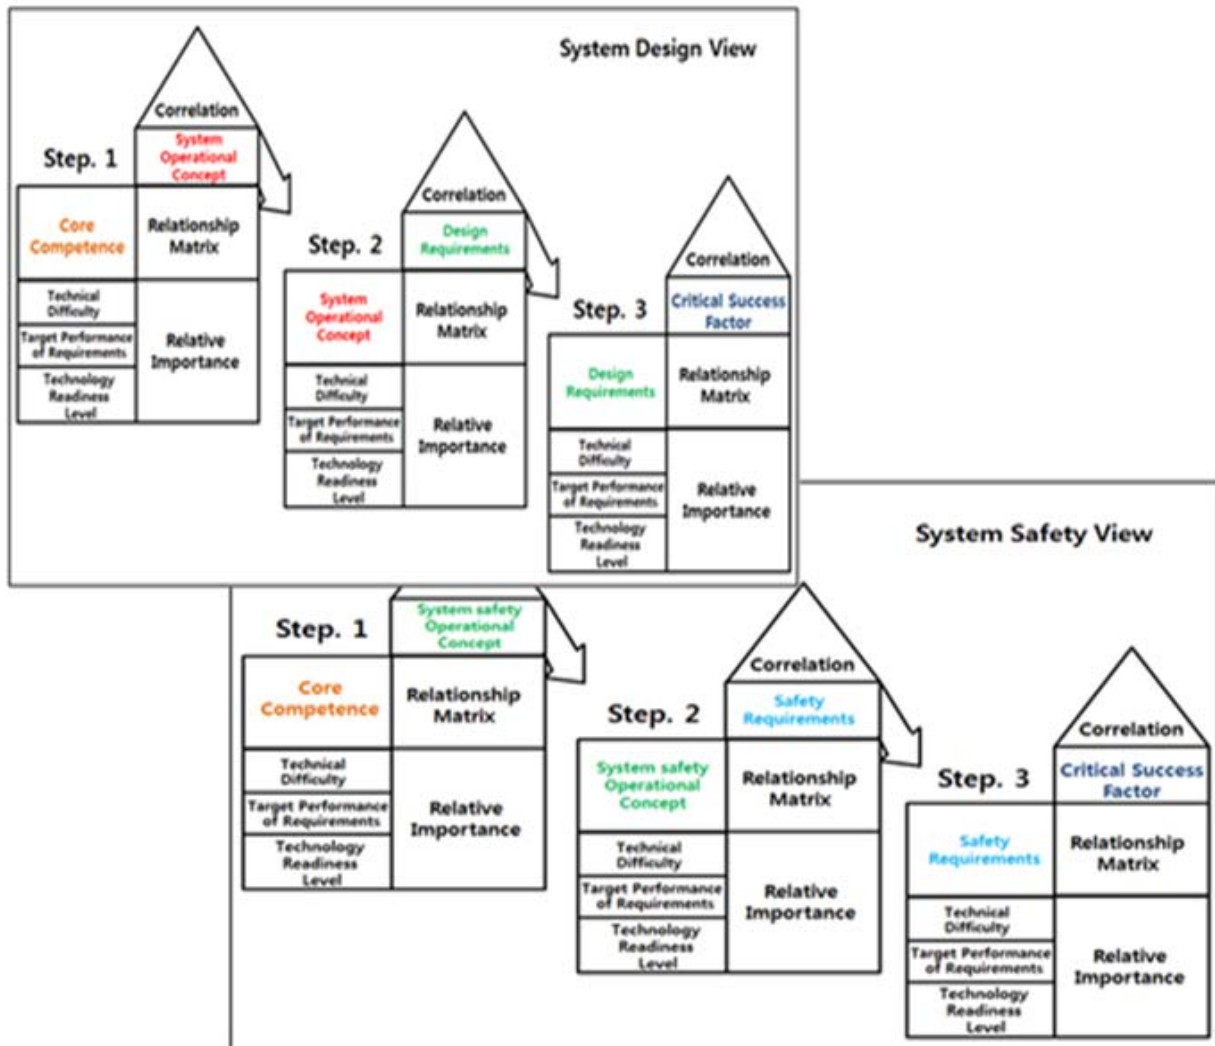 System Design View
Step. 1
Correlation
System
Operational
Concept
Core
Competence
Relationship
Matrix
Technical
Difficulty
Target Performance
of Requirements
Technology
Readiness
Level
Relative
Importance
Step. 2
Correlation
Design
Requirements
System
Operational
Concept
Relationship
Matrix
Technical
Difficulty
Target Performance
of Requirements
Technology
Readiness
Level
Relative
Importance
Step. 3
Correlation
Critical Success
Factor
Design
Requirements
Relationship
Matrix
Technical
Difficulty
Target Performance
of Requirements
Technology
Readiness
Level
Relative
Importance
System Safety View
Step. 1
System safety
Operational
Concept
Core
Competence
Relationship
Matrix
Technical
Difficulty
Target Performance
of Requirements
Technology
Readiness
Level
Relative
Importance
Step. 2
Correlation
Safety
Requirements
System safety
Operational
Concept
Relationship
Matrix
Technical
Difficulty
Target Performance
of Requirements
Technology
Readiness
Level
Relative
Importance
Step. 3
Correlation
Critical Success
Factor
Safety
Requirements
Relationship
Matrix
Technical
Difficulty
Target Performance
of Requirements
Technology
Readiness
Level
Relative
Importance